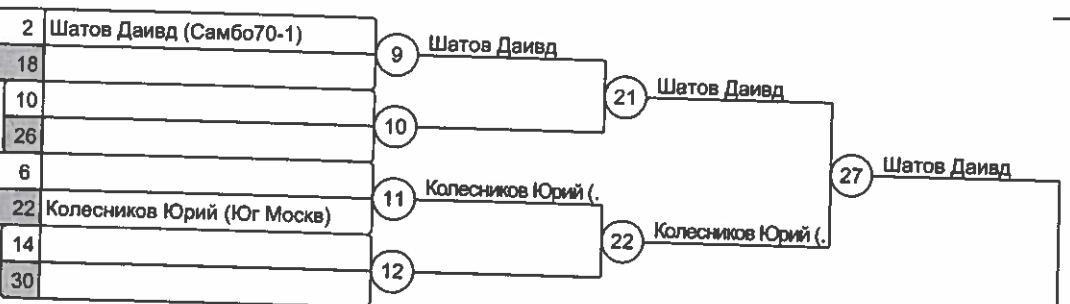 2 Шатов Даивд (Самбо70-1)
18
10
26
6
22 Колесников Юрий (Юг Москв)
14
30
9 Шатов Даивд
10
11 Колесников Юрий (.
12
21 Шатов Даивд
22 Колесников Юрий (.
27 Шатов Даивд